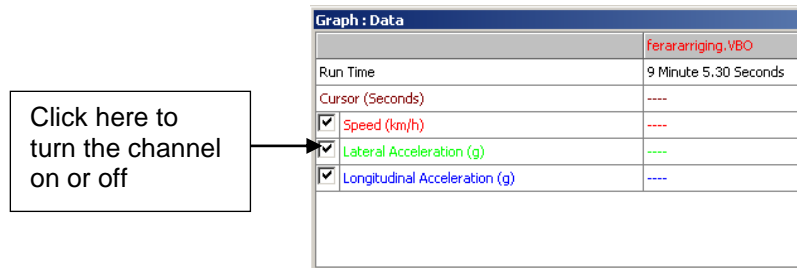 Graph : Data
ferararriging.VBO
Run Time 9 Minute 5.30 Seconds
Cursor (Seconds) ----
Speed (km/h) ----
Lateral Acceleration (g) ----
Longitudinal Acceleration (g) ----
Click here to
turn the channel
on or off